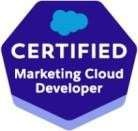 CERTIFIED
Marketing Cloud
Developer